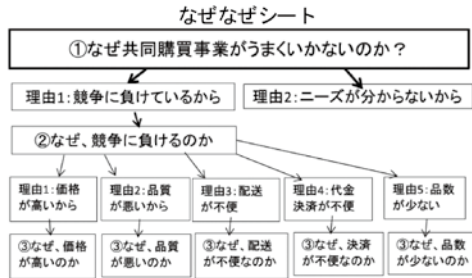 なぜなぜシート
①なぜ共同購買事業がうまくいかないのか？
理由1:競争に負けているから
理由2:ニーズが分からないから
②なぜ、競争に負けるのか
理由1:価格
が高いから
理由2:品質
が悪いから
理由3:配送
が不便
理由4:代金
決済が不便
理由5:品数
が少ない
③なぜ、価格
が高いのか
③なぜ、品質
が悪いのか
③なぜ、配送
が不便なのか
③なぜ、決済
が不便なのか
③なぜ、品数
が少ないのか